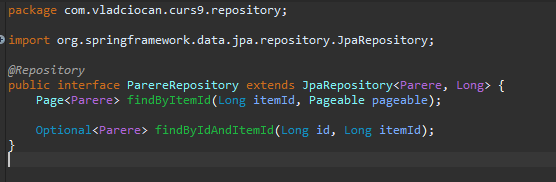 package com.vladciocan.curs9.repository;
import org.springframework.data.jpa.repository.JpaRepository;
@Repository
public interface ParereRepository extends JpaRepository<Parere, Long> {
Page<Parere> findByItemId(Long itemId, Pageable pageable);
Optional<Parere> findByIdAndItemId(Long id, Long itemId);
}